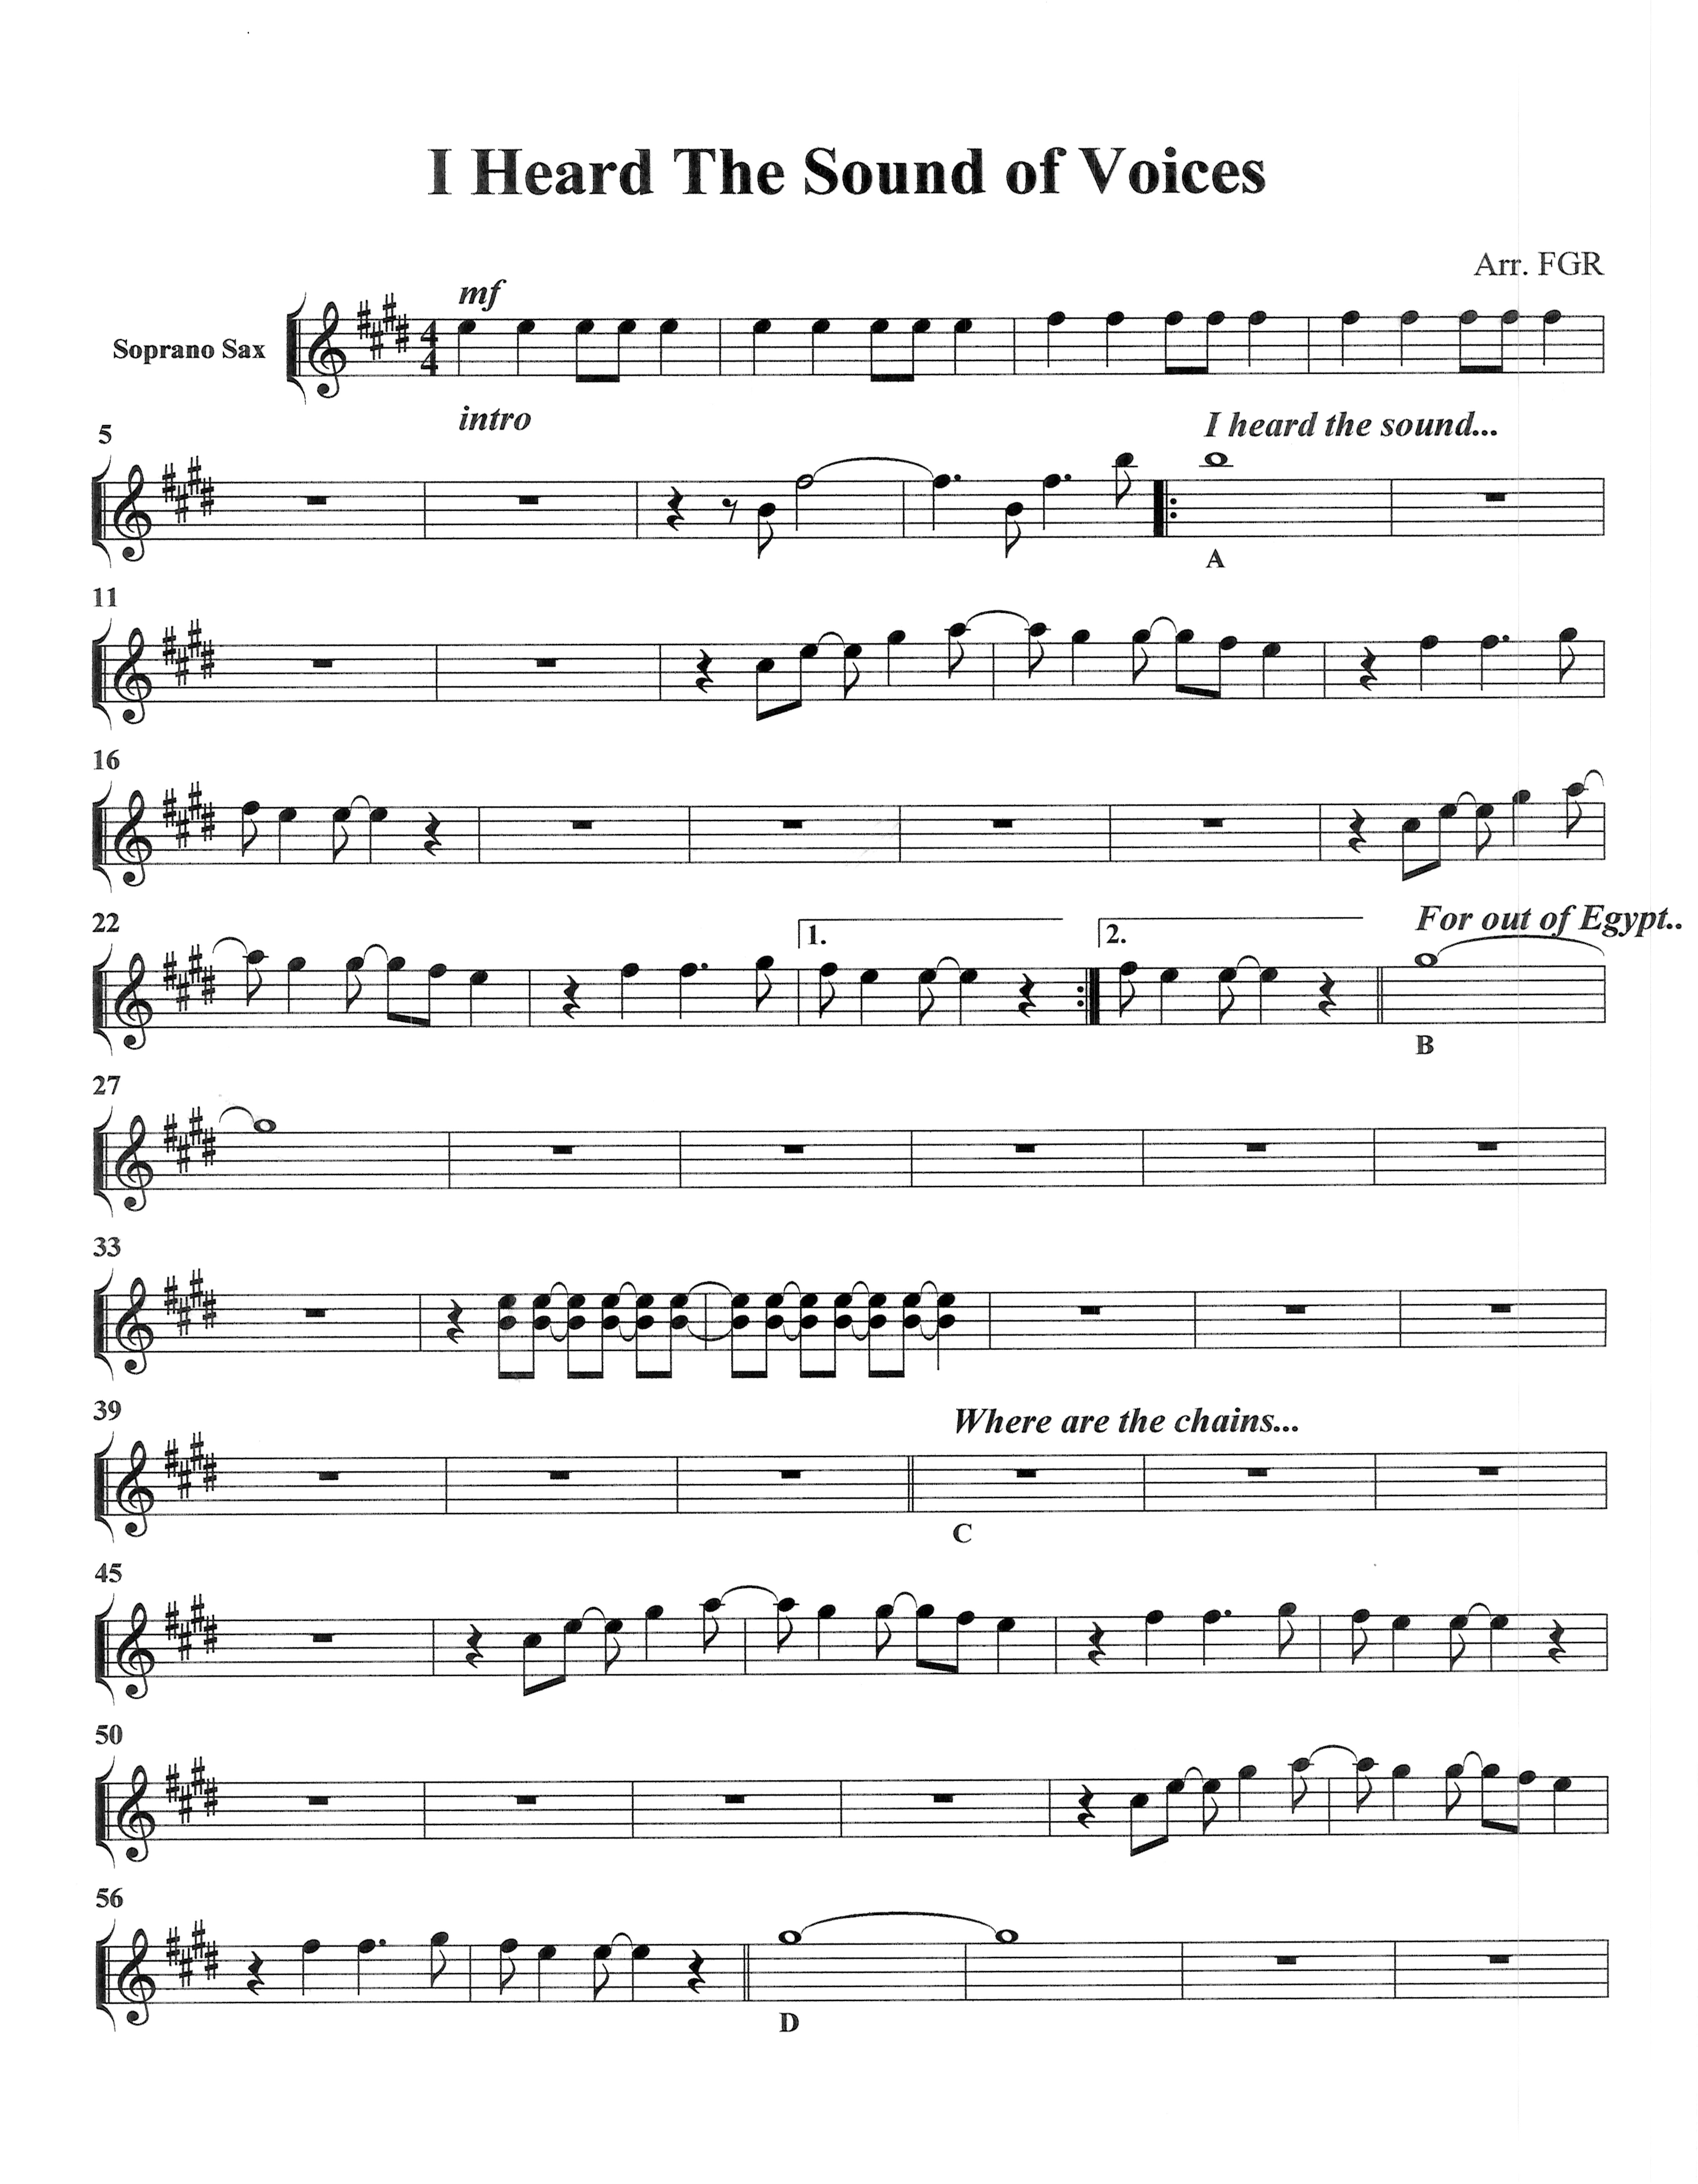 I Heard The Sound of Voices
Arr. FGR
mf
Soprano Sax
4
4
intro
5
I heard the sound...
A
11
16
22
1.
2.
For out of Egypt..
B
27
33
39
Where are the chains...
C
45
50
56
D